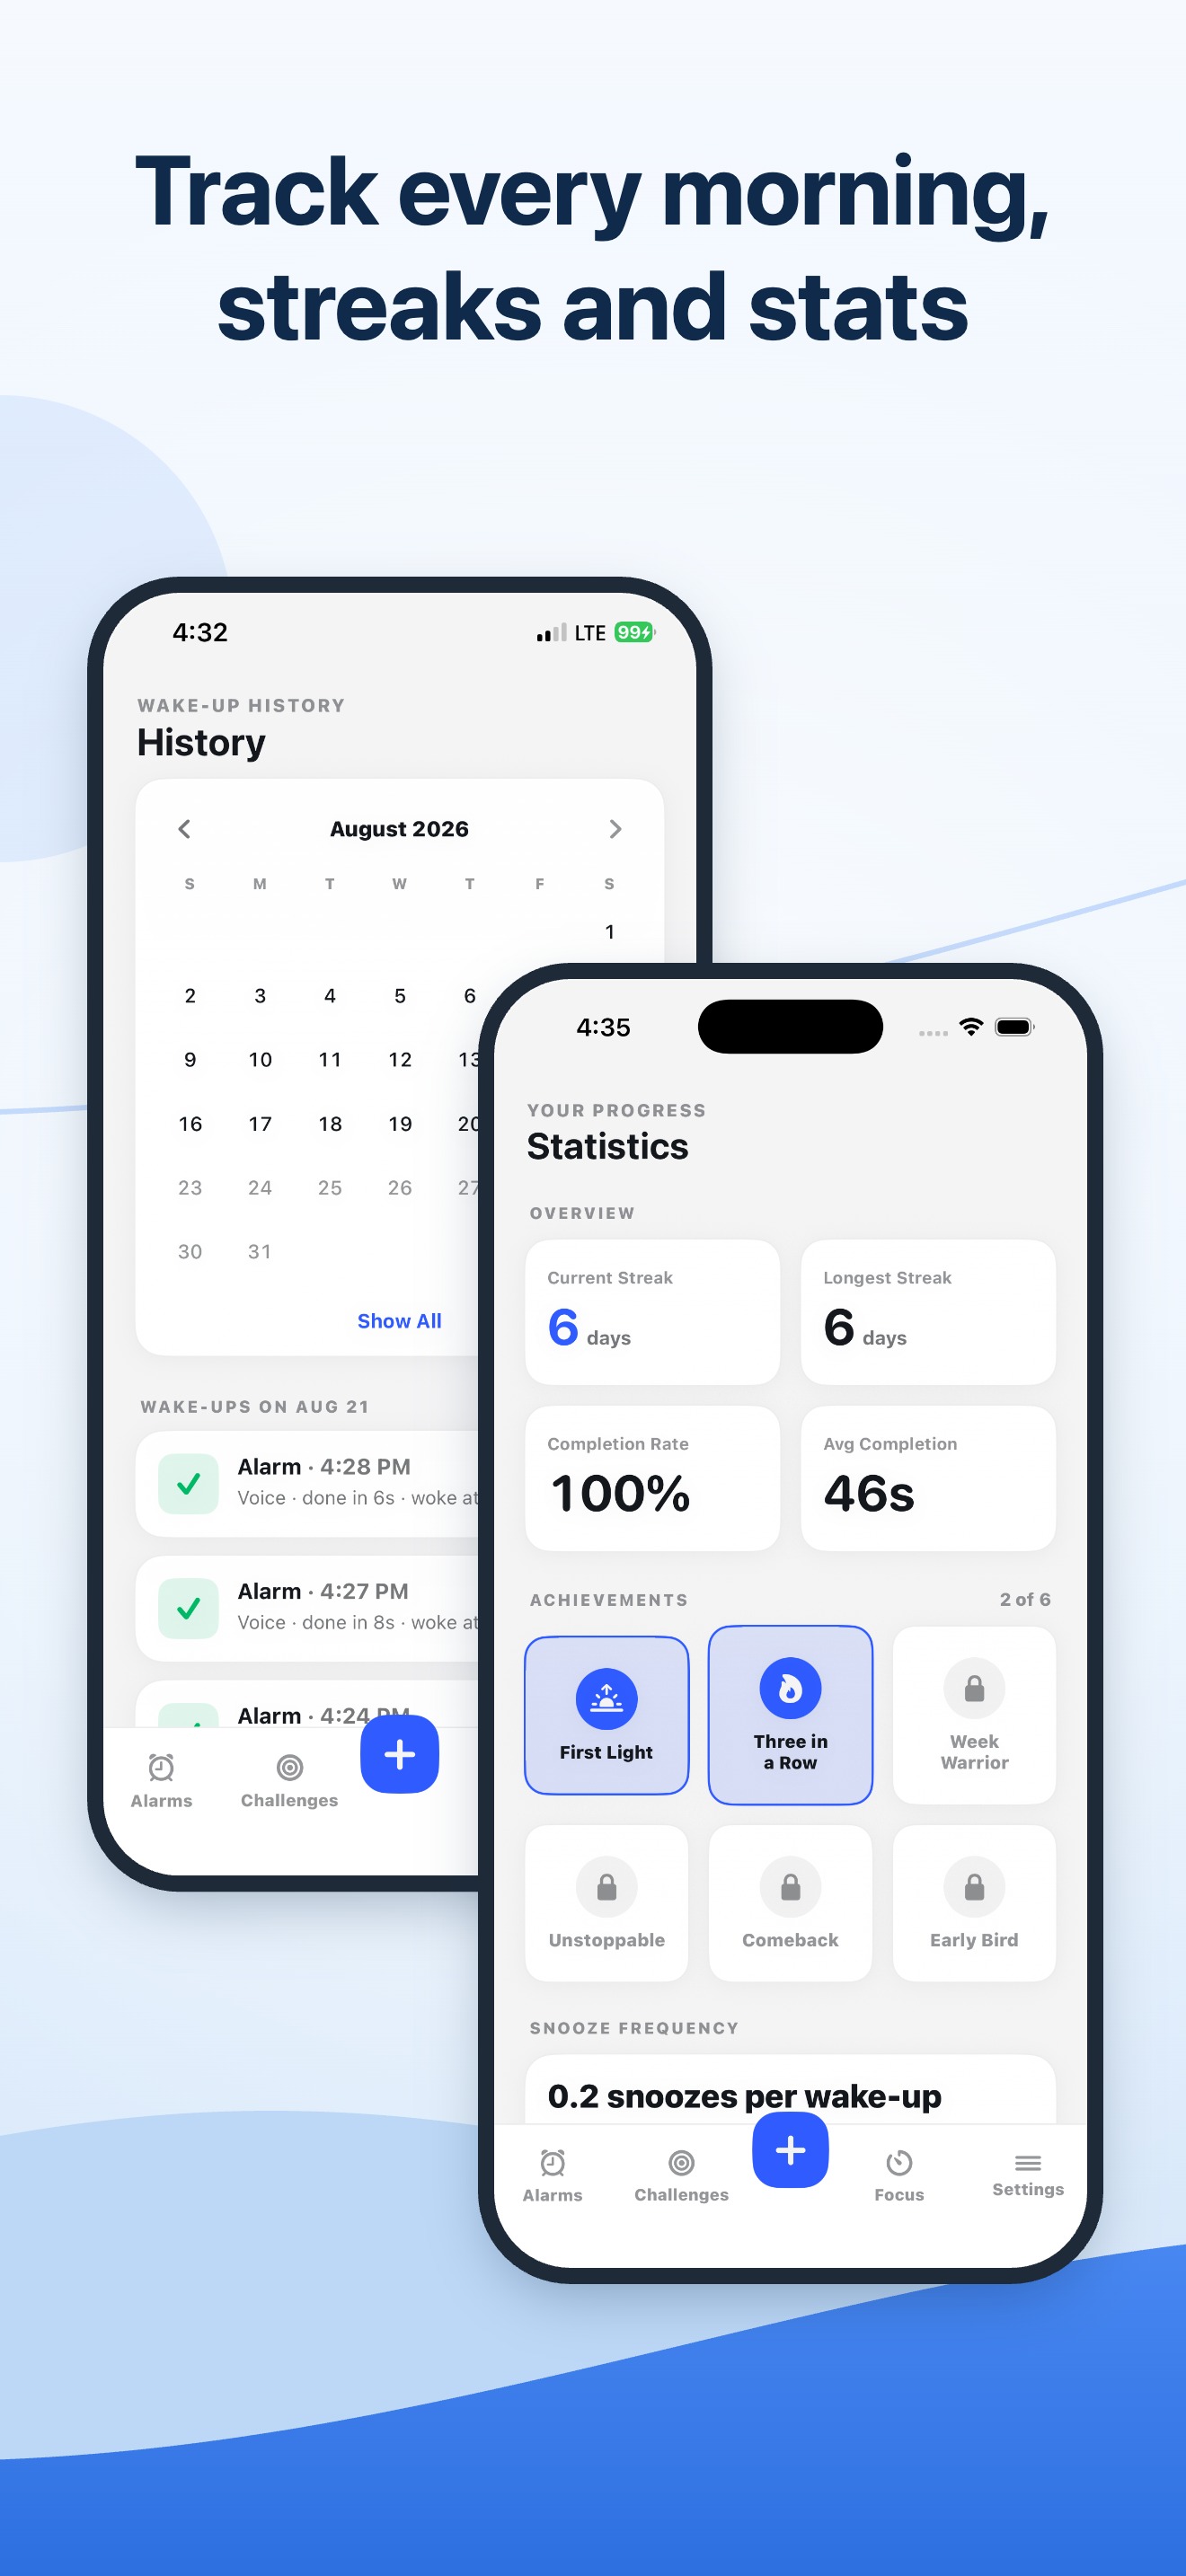 Track every morning,
streaks and stats
4:32
LTE 99
WAKE-UP HISTORY
History
August 2026
S M T W T F S
1
2 3 4 5 6
9 10 11 12 13
16 17 18 19 20
23 24 25 26 27
30 31
Show All
WAKE-UPS ON AUG 21
Alarm · 4:28 PM
Voice · done in 6s · woke at
Alarm · 4:27 PM
Voice · done in 8s · woke at
Alarm · 4:24 PM
Alarms
Challenges
4:35
YOUR PROGRESS
Statistics
OVERVIEW
Current Streak
6 days
Longest Streak
6 days
Completion Rate
100%
Avg Completion
46s
ACHIEVEMENTS
2 of 6
First Light
Three in
a Row
Week
Warrior
Unstoppable
Comeback
Early Bird
SNOOZE FREQUENCY
0.2 snoozes per wake-up
Alarms
Challenges
Focus
Settings